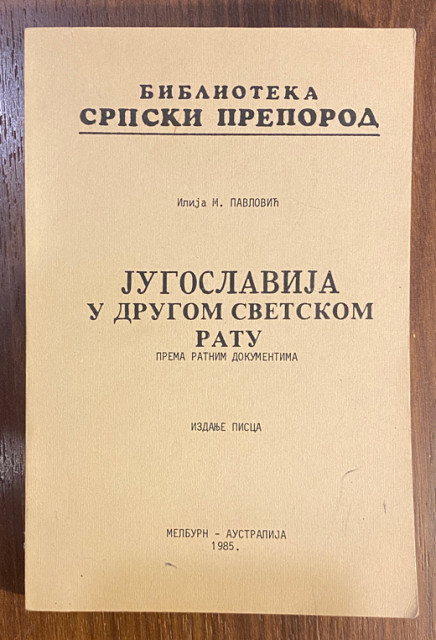 БИБЛИОТЕКА
СРПСКИ ПРЕПОРОД
Илија М. ПАВЛОВИЋ
ЈУГОСЛАВИЈА
У ДРУГОМ СВЕТСКОМ
РАТУ
ПРЕМА РАТНИМ ДОКУМЕНТИМА
ИЗДАЊЕ ПИСЦА
МЕЛБУРН - АУСТРАЛИЈА
1985.